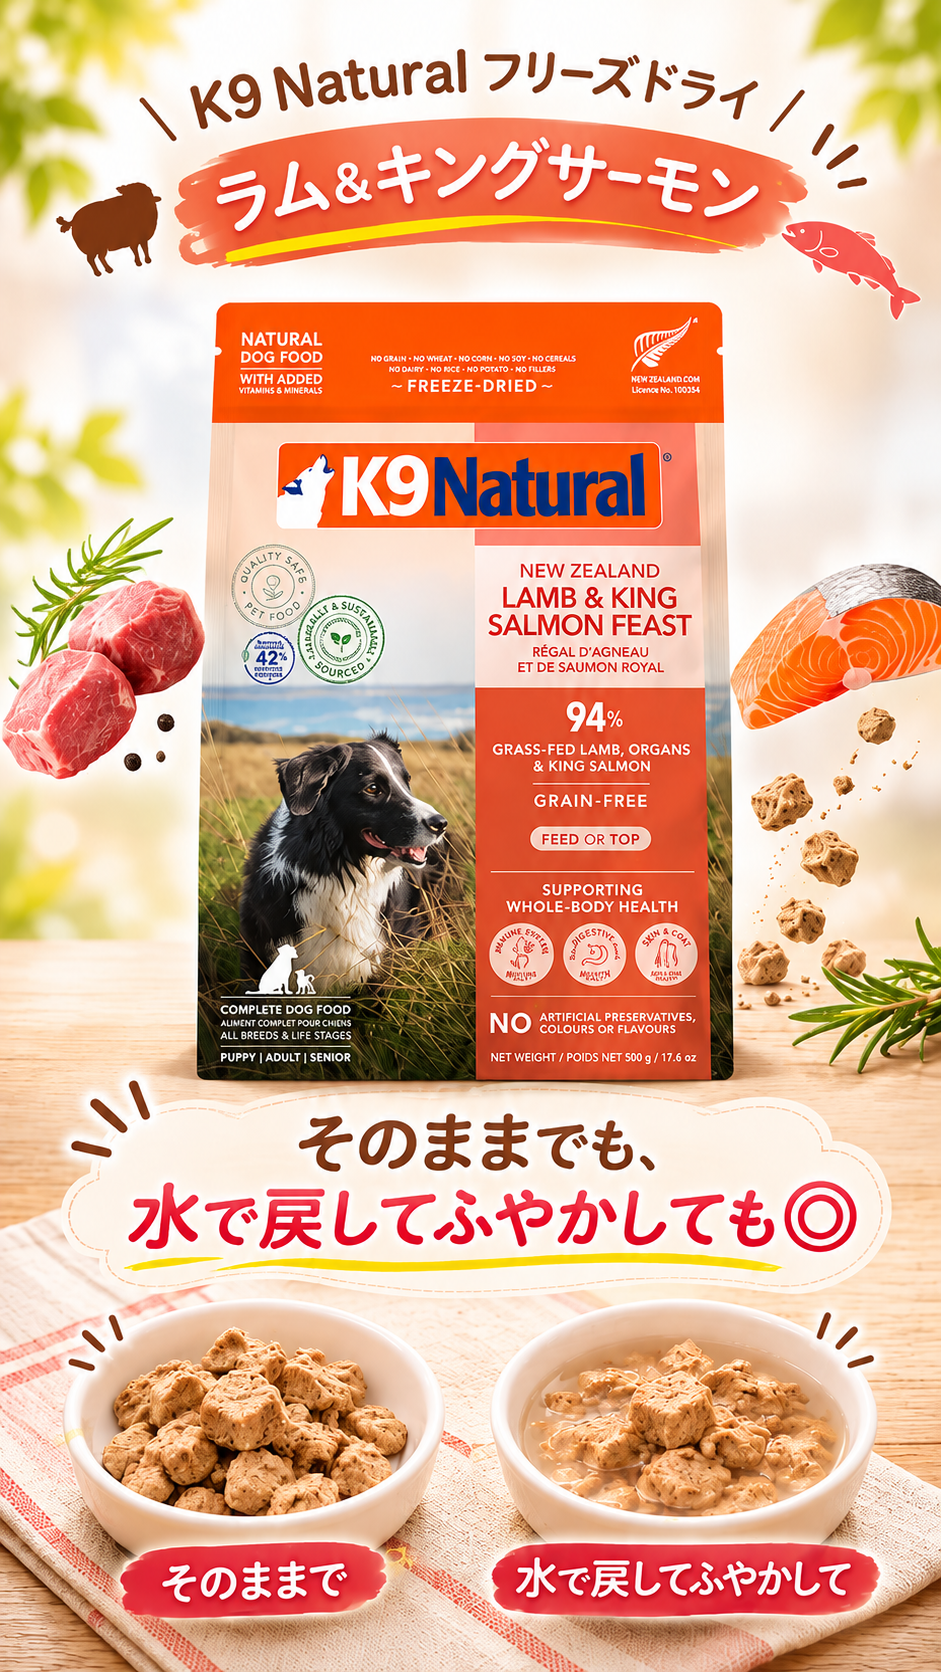 K9 Natural フリーズドライ
ラム&キングサーモン
NATURAL
DOG FOOD
WITH ADDED
VITAMINS & MINERALS
NO GRAIN • NO WHEAT • NO CORN • NO SOY • NO CEREALS
NO DAIRY • NO RICE • NO POTATO • NO FILLERS
~ FREEZE-DRIED ~
NEW ZEALAND.COM
Licence No. 100354
K9 Natural®
QUALITY SAFE
PET FOOD
& SUSTAINABLY
SOURCED
42%
NEW ZEALAND
LAMB & KING
SALMON FEAST
RÉGAL D'AGNEAU
ET DE SAUMON ROYAL
94%
GRASS-FED LAMB, ORGANS
& KING SALMON
GRAIN-FREE
FEED OR TOP
SUPPORTING
WHOLE-BODY HEALTH
DIGESTIVE
SKIN & COAT
NO ARTIFICIAL PRESERVATIVES,
COLOURS OR FLAVOURS
NET WEIGHT / POIDS NET 500 g / 17.6 oz
COMPLETE DOG FOOD
ALIMENT COMPLET POUR CHIENS
ALL BREEDS & LIFE STAGES
PUPPY | ADULT | SENIOR
そのままでも、
水で戻してふやかしても◎
そのままで
水で戻してふやかして